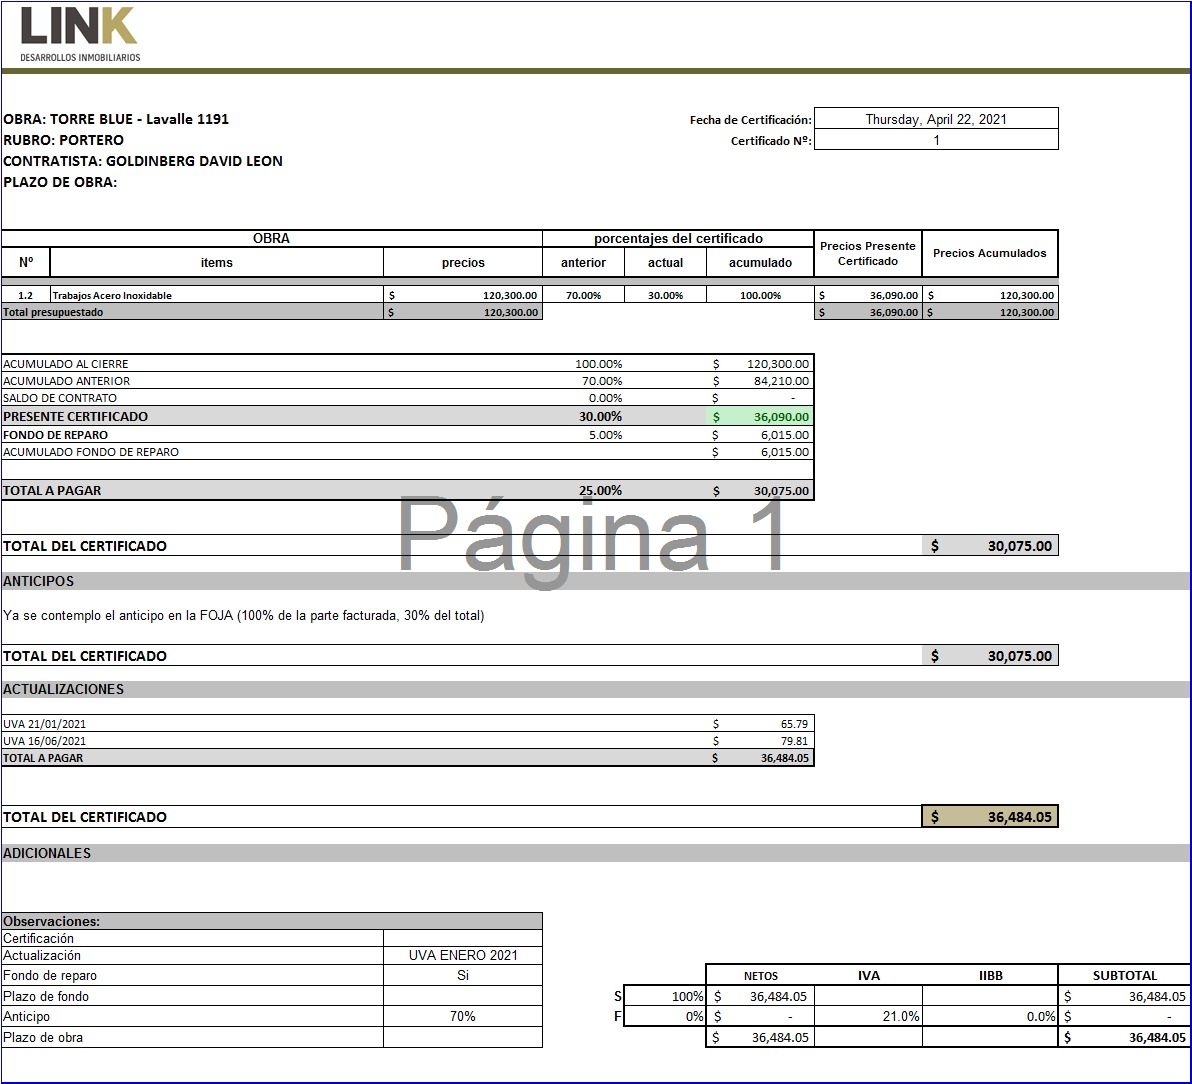 LINK
DESARROLLOS INMOBILIARIOS
OBRA: TORRE BLUE - Lavalle 1191
Fecha de Certificación: Thursday, April 22, 2021
RUBRO: PORTERO
Certificado Nº: 1
CONTRATISTA: GOLDINBERG DAVID LEON
PLAZO DE OBRA:
OBRA porcentajes del certificado Precios Presente Certificado Precios Acumulados
Nº items precios anterior actual acumulado
1.2 Trabajos Acero Inoxidable $ 120,300.00 70.00% 30.00% 100.00% $ 36,090.00 $ 120,300.00
Total presupuestado $ 120,300.00 $ 36,090.00 $ 120,300.00
ACUMULADO AL CIERRE 100.00% $ 120,300.00
ACUMULADO ANTERIOR 70.00% $ 84,210.00
SALDO DE CONTRATO 0.00% $ -
PRESENTE CERTIFICADO 30.00% $ 36,090.00
FONDO DE REPARO 5.00% $ 6,015.00
ACUMULADO FONDO DE REPARO $ 6,015.00
TOTAL A PAGAR 25.00% $ 30,075.00
Página 1
TOTAL DEL CERTIFICADO $ 30,075.00
ANTICIPOS
Ya se contemplo el anticipo en la FOJA (100% de la parte facturada, 30% del total)
TOTAL DEL CERTIFICADO $ 30,075.00
ACTUALIZACIONES
UVA 21/01/2021 $ 65.79
UVA 16/06/2021 $ 79.81
TOTAL A PAGAR $ 36,484.05
TOTAL DEL CERTIFICADO $ 36,484.05
ADICIONALES
Observaciones:
Certificación
Actualización UVA ENERO 2021
Fondo de reparo Si
Plazo de fondo
Anticipo 70%
Plazo de obra
NETOS IVA IIBB SUBTOTAL
S 100% $ 36,484.05 $ 36,484.05
F 0% $ - 21.0% 0.0% $ -
$ 36,484.05 $ 36,484.05